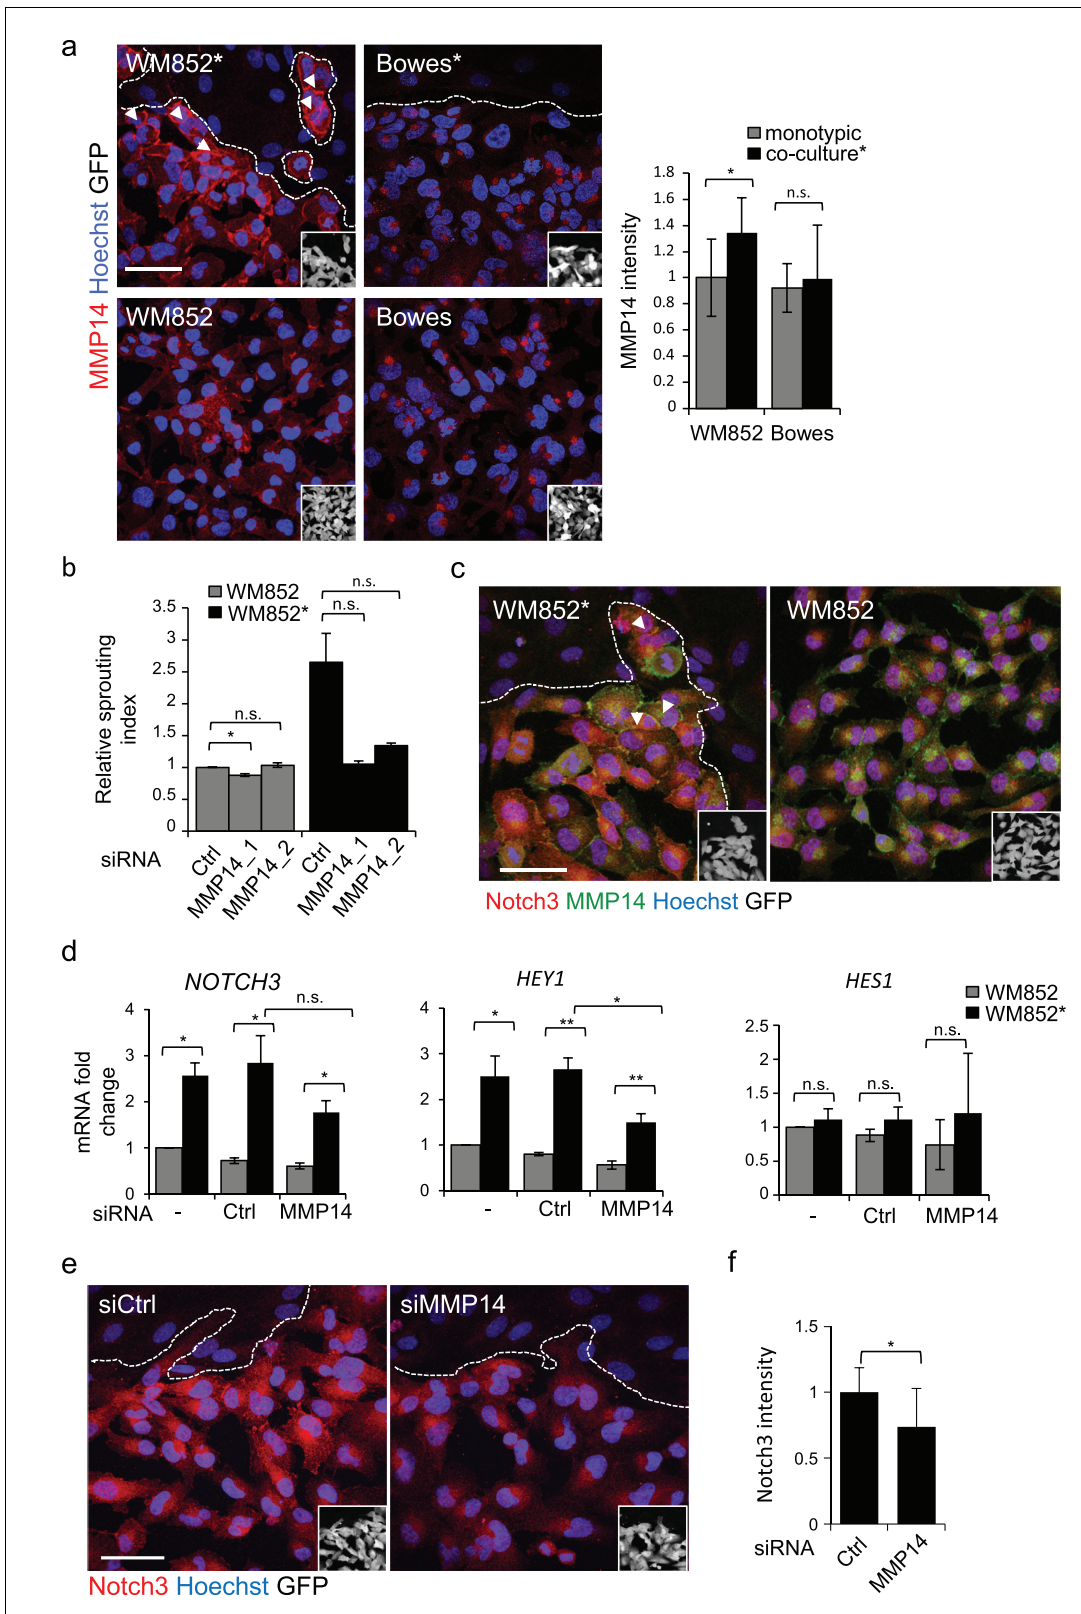 a
WM852*
Bowes*
MMP14 Hoechst GFP
WM852
Bowes
monotypic
co-culture*
MMP14 intensity
1.8
1.6
1.4
1.2
1
0.8
0.6
0.4
0.2
0
*
n.s.
WM852 Bowes
b
WM852
WM852*
Relative sprouting
index
3.5
3
2.5
2
1.5
1
0.5
0
n.s.
n.s.
n.s.
*
siRNA
Ctrl
MMP14_1
MMP14_2
Ctrl
MMP14_1
MMP14_2
c
WM852*
WM852
Notch3 MMP14 Hoechst GFP
d
NOTCH3
mRNA fold
change
4
3
2
1
0
*
*
n.s.
*
siRNA
-
Ctrl
MMP14
HEY1
4
3
2
1
0
*
**
*
**
-
Ctrl
MMP14
HES1
WM852
WM852*
2.5
2
1.5
1
0.5
0
n.s.
n.s.
n.s.
-
Ctrl
MMP14
e
siCtrl
siMMP14
Notch3 Hoechst GFP
f
Notch3 intensity
1.5
1
0.5
0
*
siRNA
Ctrl
MMP14